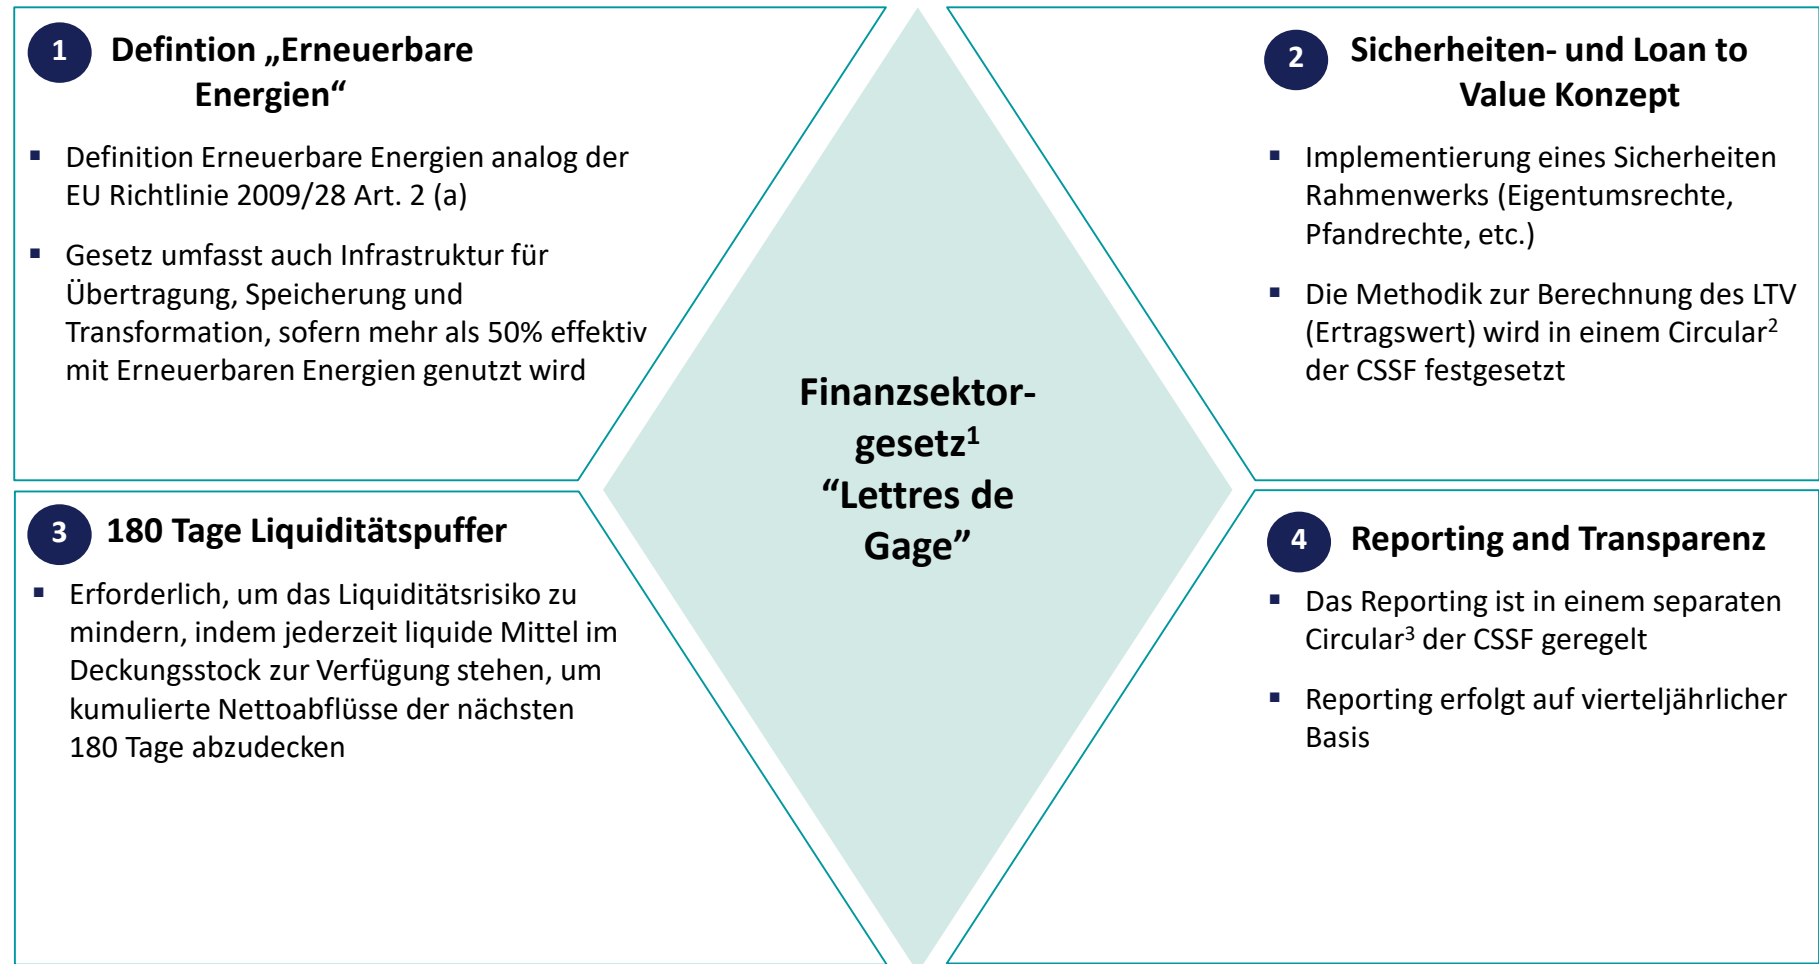 1
Defintion „Erneuerbare
Energien“
▪ Definition Erneuerbare Energien analog der
EU Richtlinie 2009/28 Art. 2 (a)
▪ Gesetz umfasst auch Infrastruktur für
Übertragung, Speicherung und
Transformation, sofern mehr als 50% effektiv
mit Erneuerbaren Energien genutzt wird
2
Sicherheiten- und Loan to
Value Konzept
▪ Implementierung eines Sicherheiten
Rahmenwerks (Eigentumsrechte,
Pfandrechte, etc.)
▪ Die Methodik zur Berechnung des LTV
(Ertragswert) wird in einem Circular²
der CSSF festgesetzt
Finanzsektor-
gesetz¹
“Lettres de
Gage”
3
180 Tage Liquiditätspuffer
▪ Erforderlich, um das Liquiditätsrisiko zu
mindern, indem jederzeit liquide Mittel im
Deckungsstock zur Verfügung stehen, um
kumulierte Nettoabflüsse der nächsten
180 Tage abzudecken
4
Reporting and Transparenz
▪ Das Reporting ist in einem separaten
Circular³ der CSSF geregelt
▪ Reporting erfolgt auf vierteljährlicher
Basis